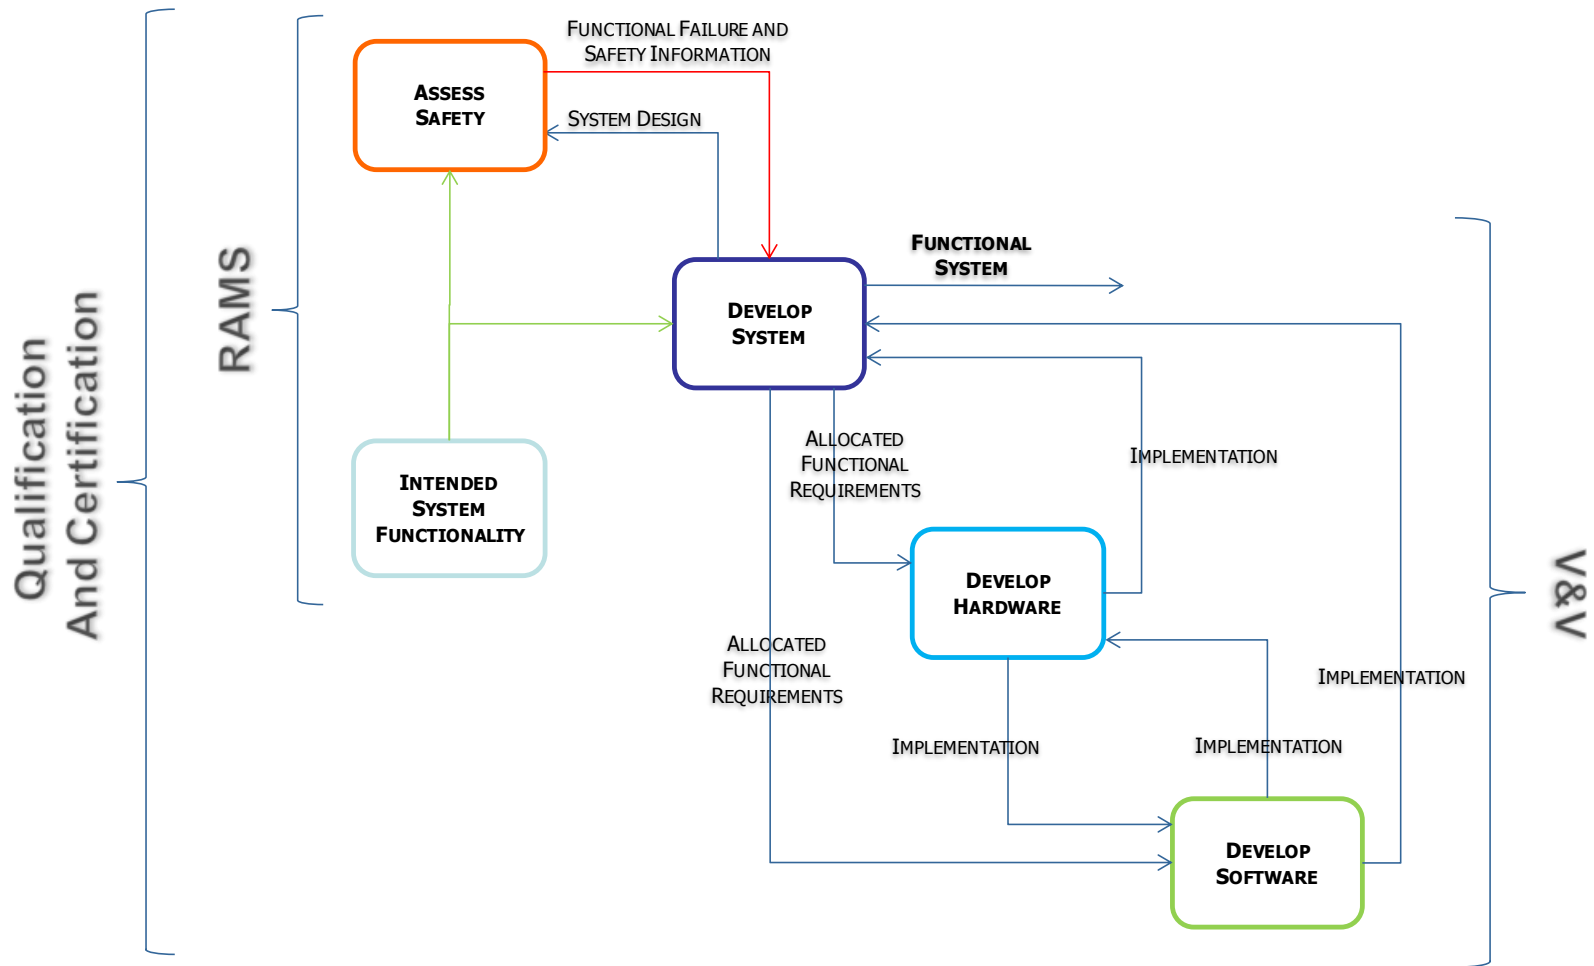 FUNCTIONAL FAILURE AND
SAFETY INFORMATION
ASSESS
SAFETY
SYSTEM DESIGN
RAMS
FUNCTIONAL
SYSTEM
DEVELOP
SYSTEM
Qualification
And Certification
ALLOCATED
FUNCTIONAL
REQUIREMENTS
IMPLEMENTATION
INTENDED
SYSTEM
FUNCTIONALITY
DEVELOP
HARDWARE
V&V
ALLOCATED
FUNCTIONAL
REQUIREMENTS
IMPLEMENTATION
IMPLEMENTATION
IMPLEMENTATION
DEVELOP
SOFTWARE